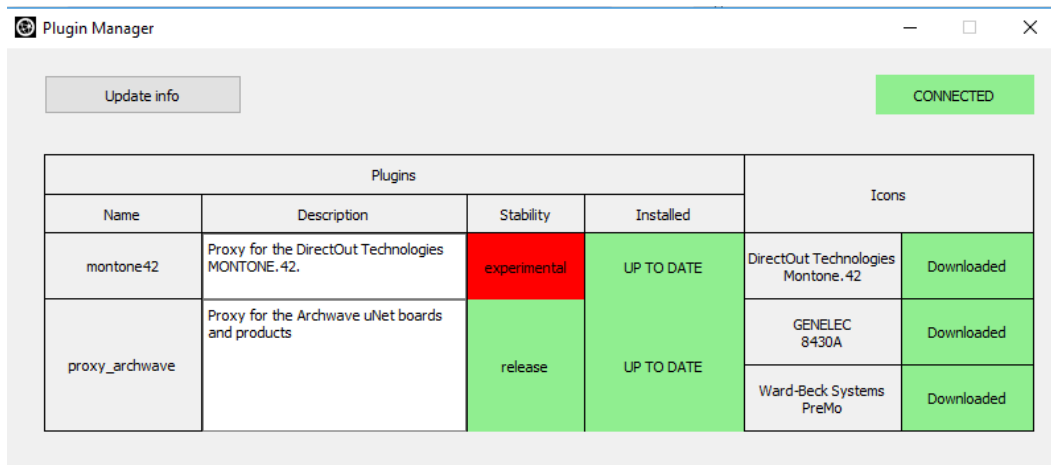 Plugin Manager
Update info
CONNECTED
Plugins
Icons
Name
Description
Stability
Installed
montone42
Proxy for the DirectOut Technologies
MONTONE.42.
experimental
UP TO DATE
DirectOut Technologies
Montone.42
Downloaded
proxy_archwave
Proxy for the Archwave uNet boards
and products
release
UP TO DATE
GENELEC
8430A
Downloaded
Ward-Beck Systems
PreMo
Downloaded